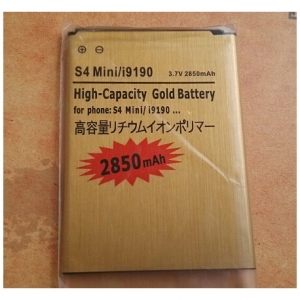 S4 Mini/i9190
3.7V 2850mAh
High-Capacity Gold Battery
for phone: S4 Mini/ i9190 ...
高容量リチウムイオンポリマー
2850mAh